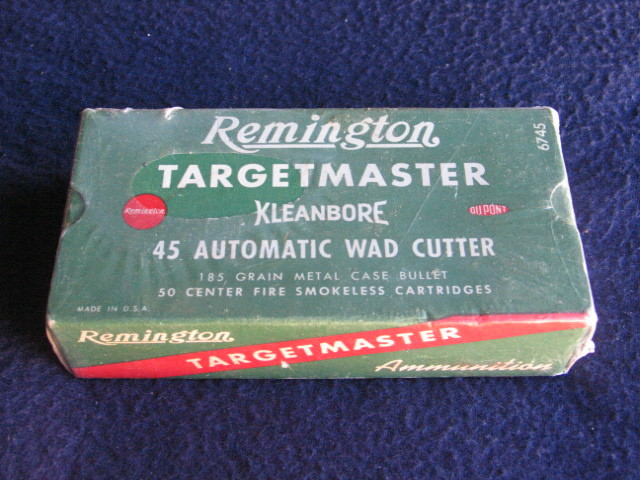 Remington
6745
TARGETMASTER
Remington
KLEANBORE
DU PONT
45 AUTOMATIC WAD CUTTER
185 GRAIN METAL CASE BULLET
50 CENTER FIRE SMOKELESS CARTRIDGES
MADE IN U.S.A.
Remington
TARGETMASTER
Ammunition